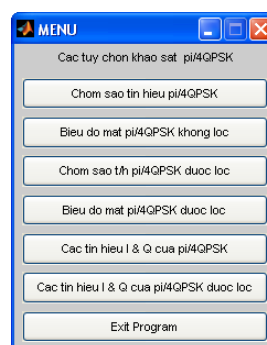 MENU
Cac tuy chon khao sat pi/4QPSK
Chom sao tin hieu pi/4QPSK
Bieu do mat pi/4QPSK khong loc
Chom sao t/h pi/4QPSK duoc loc
Bieu do mat pi/4QPSK duoc loc
Cac tin hieu I & Q cua pi/4QPSK
Cac tin hieu I & Q cua pi/4QPSK duoc loc
Exit Program